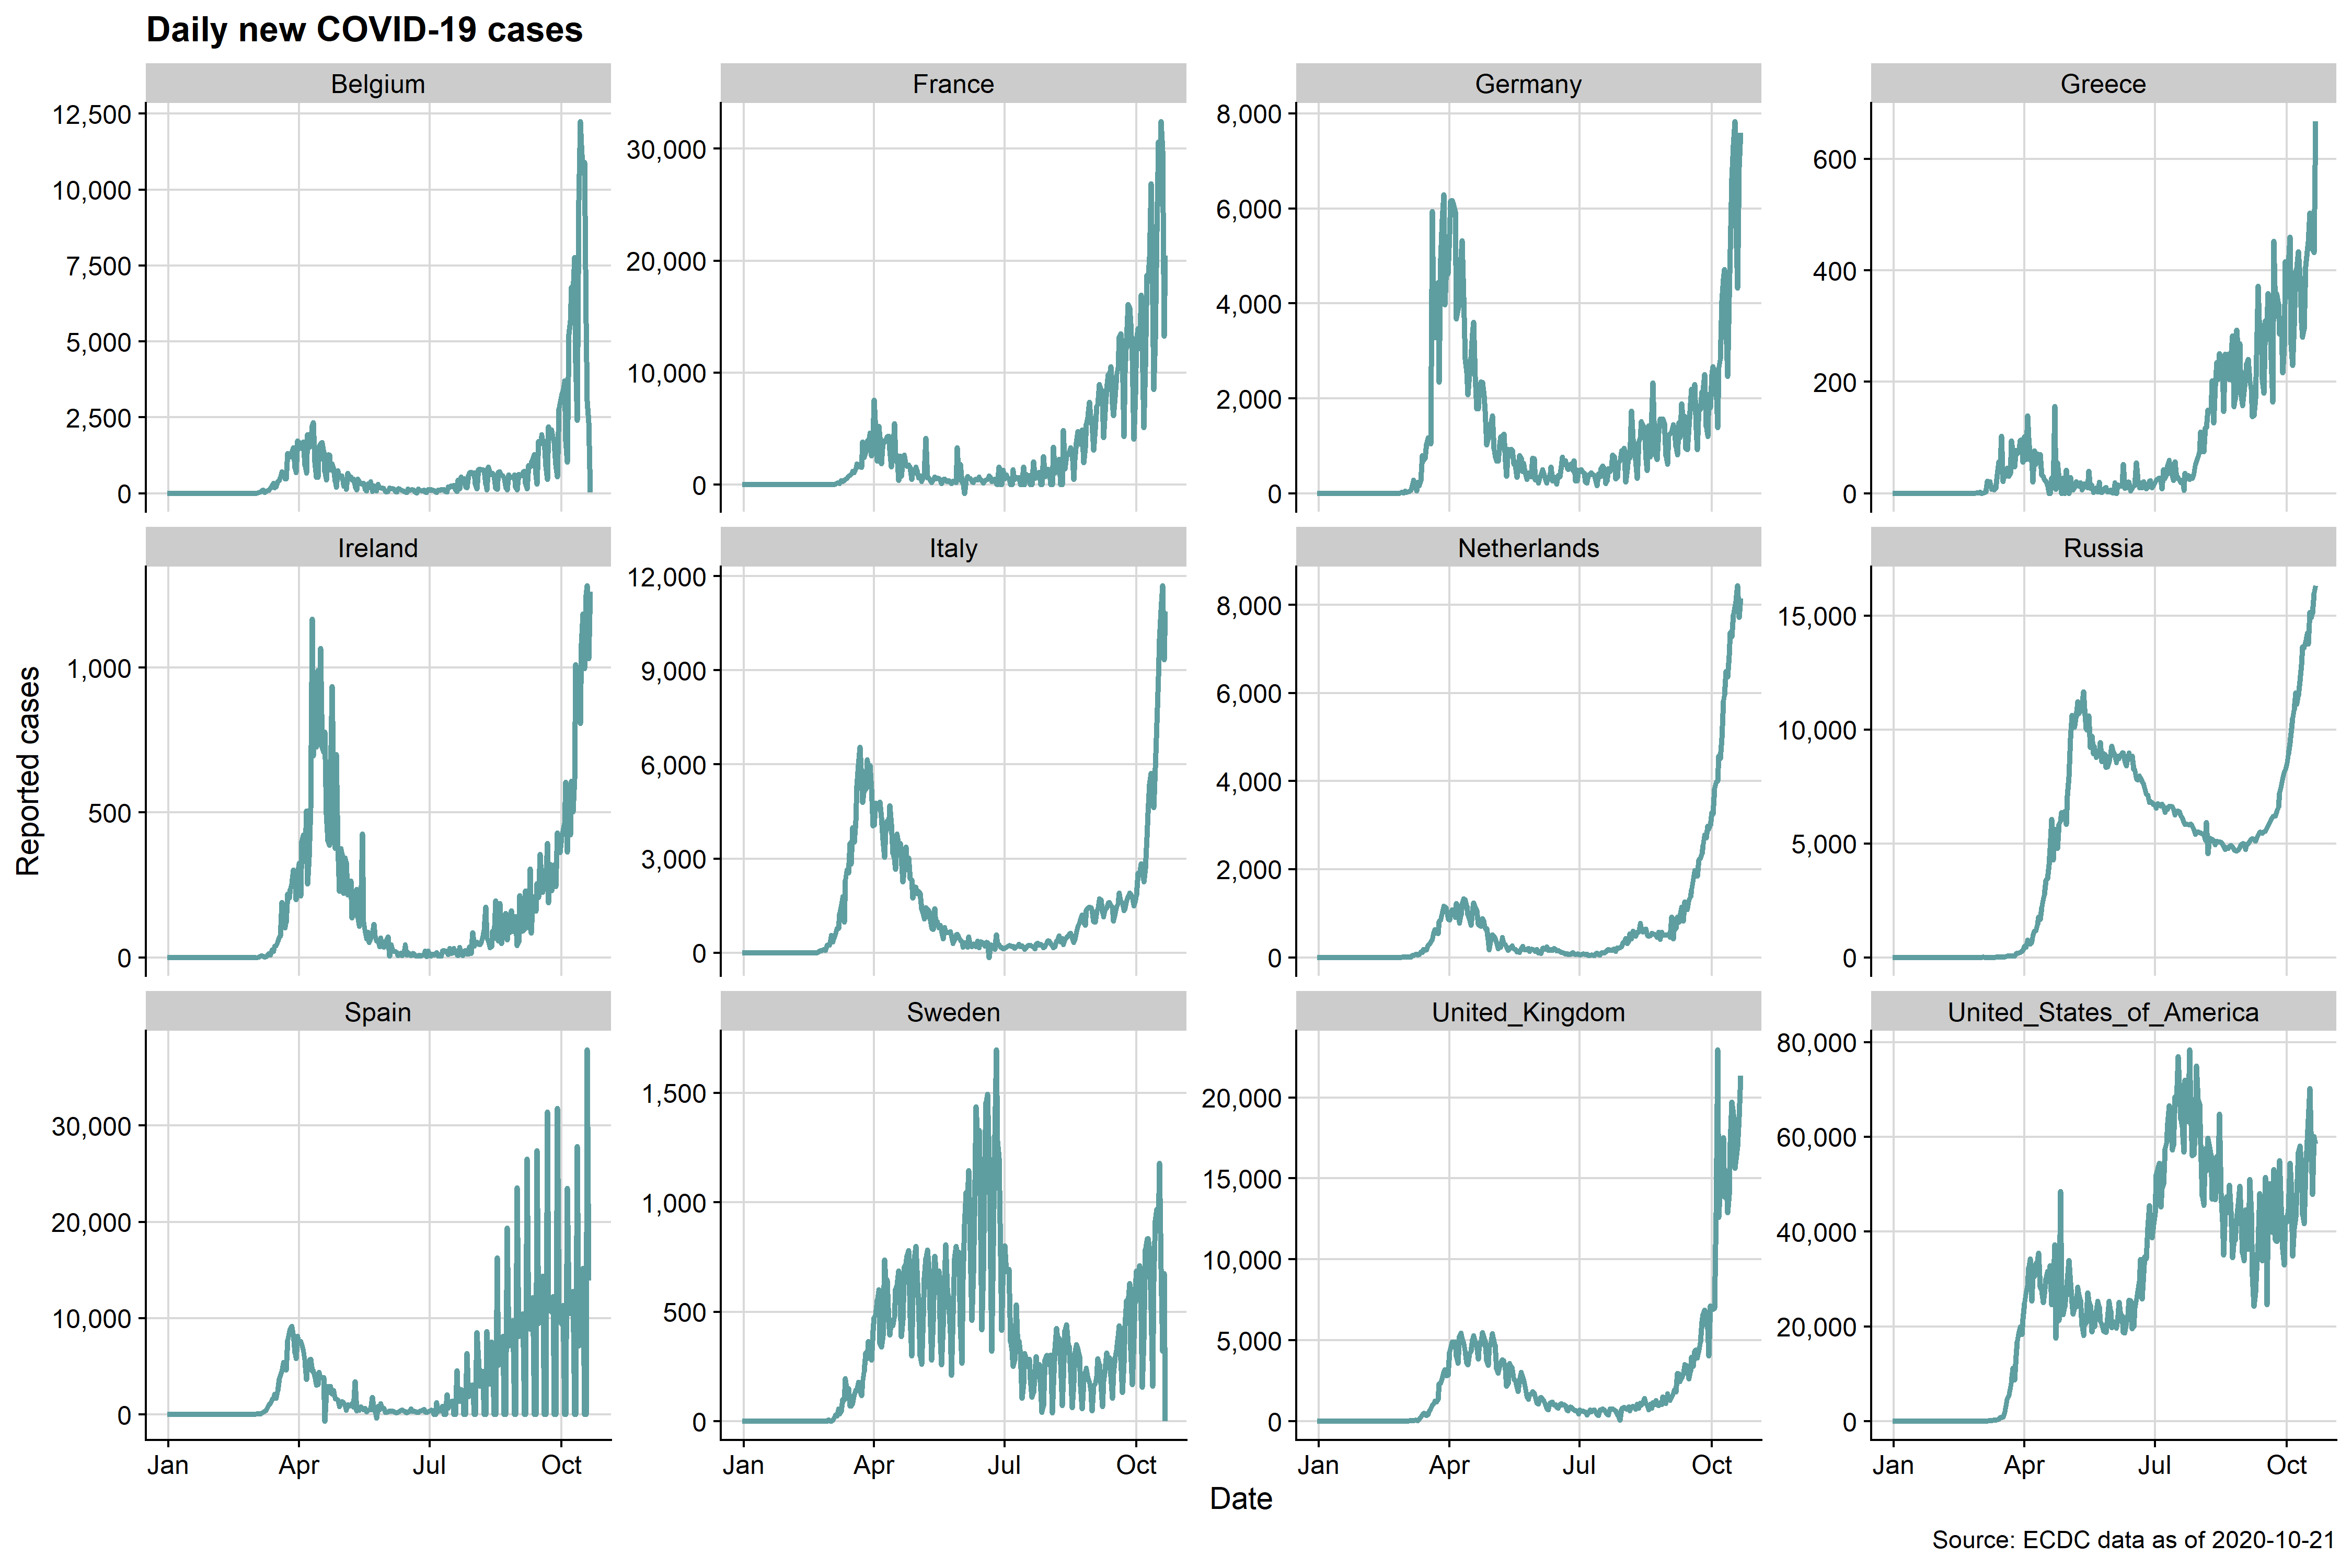 Daily new COVID-19 cases
Belgium
France
Germany
Greece
12,500
10,000
7,500
5,000
2,500
0
30,000
20,000
10,000
0
8,000
6,000
4,000
2,000
0
600
400
200
0
Ireland
Italy
Netherlands
Russia
1,000
500
0
12,000
9,000
6,000
3,000
0
8,000
6,000
4,000
2,000
0
15,000
10,000
5,000
0
Reported cases
Spain
Sweden
United_Kingdom
United_States_of_America
30,000
20,000
10,000
0
1,500
1,000
500
0
20,000
15,000
10,000
5,000
0
80,000
60,000
40,000
20,000
0
Jan Apr Jul Oct
Jan Apr Jul Oct
Jan Apr Jul Oct
Jan Apr Jul Oct
Date
Source: ECDC data as of 2020-10-21